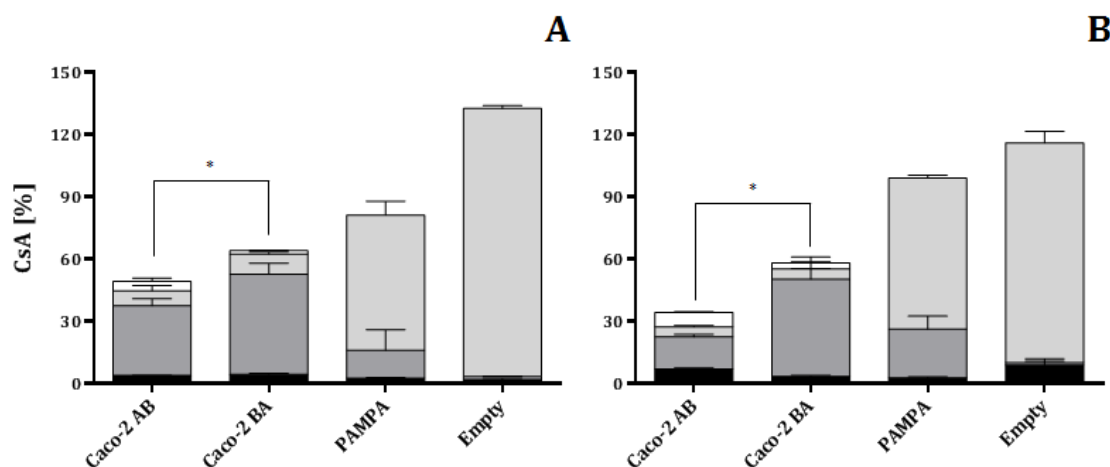 A
B
CsA [%]
150
120
90
60
30
0
*
Caco-2 AB
Caco-2 BA
PAMPA
Empty
150
120
90
60
30
0
*
Caco-2 AB
Caco-2 BA
PAMPA
Empty